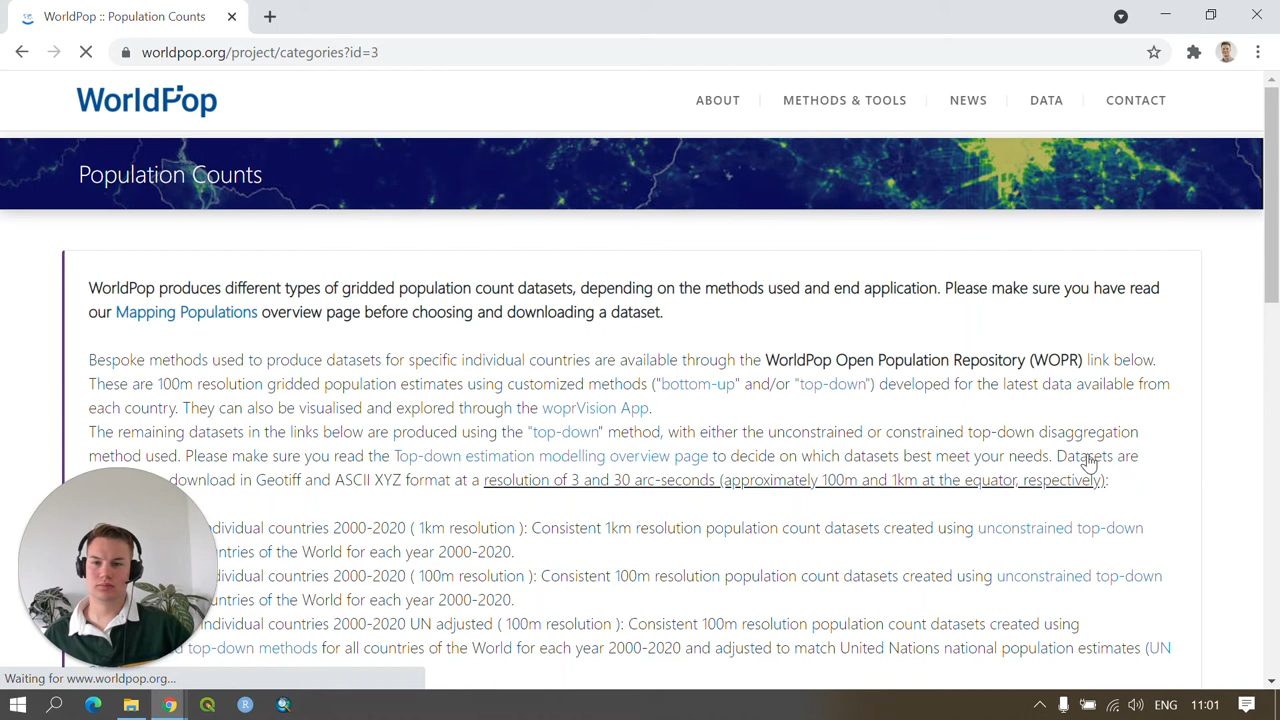 WorldPop :: Population Counts
worldpop.org/project/categories?id=3
WorldPop
ABOUT
METHODS & TOOLS
NEWS
DATA
CONTACT
Population Counts
WorldPop produces different types of gridded population count datasets, depending on the methods used and end application. Please make sure you have read
our Mapping Populations overview page before choosing and downloading a dataset.
Bespoke methods used to produce datasets for specific individual countries are available through the WorldPop Open Population Repository (WOPR) link below.
These are 100m resolution gridded population estimates using customized methods ("bottom-up" and/or "top-down") developed for the latest data available from
each country. They can also be visualised and explored through the woprVision App.
The remaining datasets in the links below are produced using the "top-down" method, with either the unconstrained or constrained top-down disaggregation
method used. Please make sure you read the Top-down estimation modelling overview page to decide on which datasets best meet your needs. Datasets are
download in Geotiff and ASCII XYZ format at a resolution of 3 and 30 arc-seconds (approximately 100m and 1km at the equator, respectively):
ndividual countries 2000-2020 ( 1km resolution ): Consistent 1km resolution population count datasets created using unconstrained top-down
ntries of the World for each year 2000-2020.
dividual countries 2000-2020 ( 100m resolution ): Consistent 100m resolution population count datasets created using unconstrained top-down
ntries of the World for each year 2000-2020.
ndividual countries 2000-2020 UN adjusted ( 100m resolution ): Consistent 100m resolution population count datasets created using
top-down methods for all countries of the World for each year 2000-2020 and adjusted to match United Nations national population estimates (UN
Waiting for www.worldpop.org...
ENG
11:01